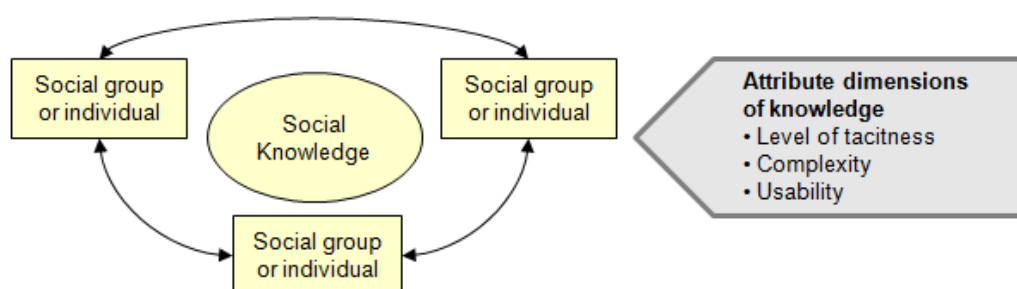 Social group
or individual
Social
Knowledge
Social group
or individual
Social group
or individual
Attribute dimensions
of knowledge
• Level of tacitness
• Complexity
• Usability